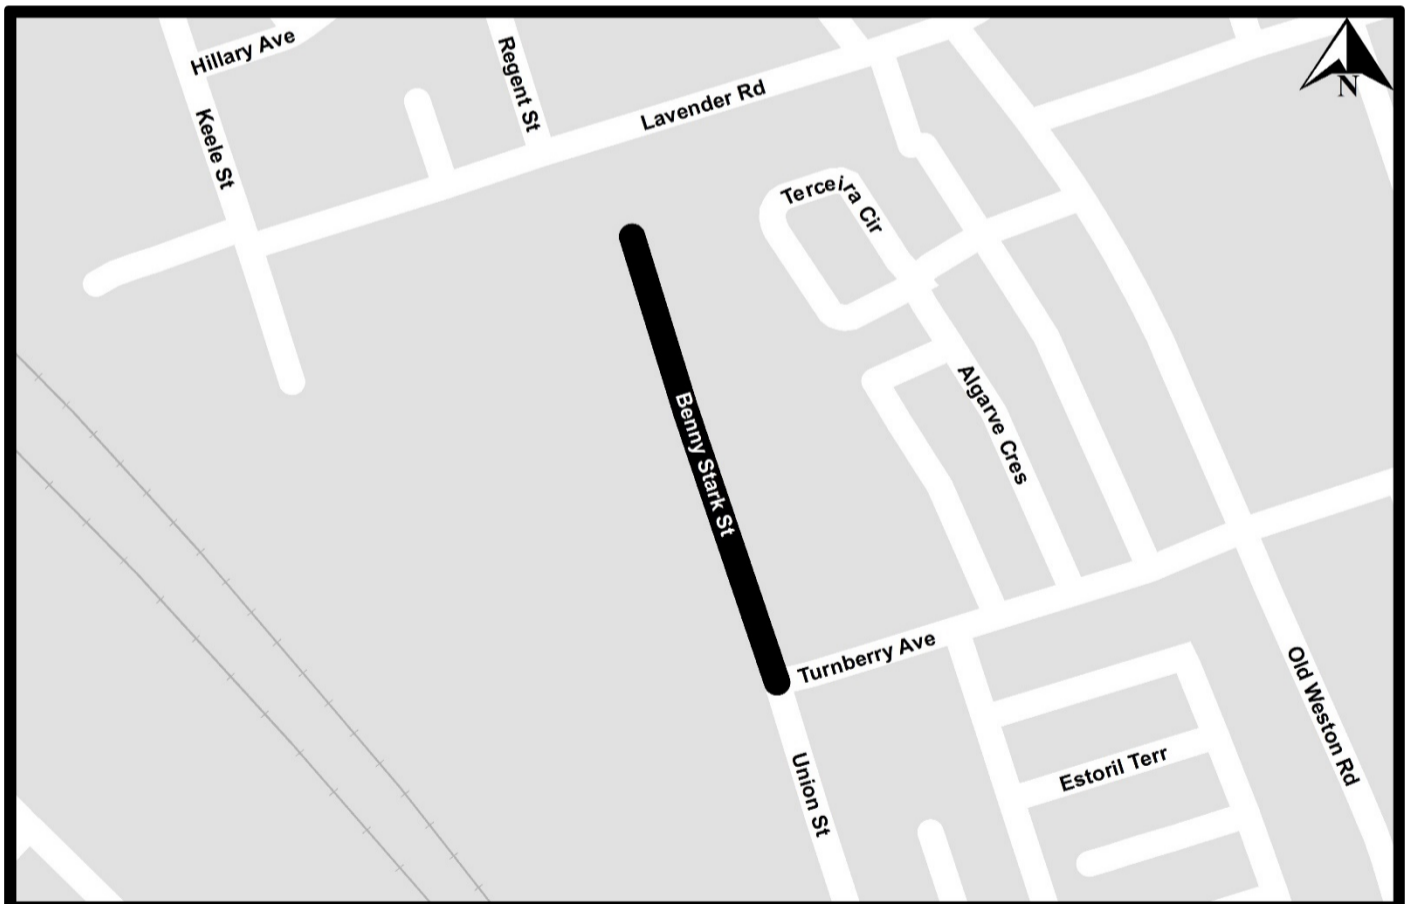 Hillary Ave
Regent St
Lavender Rd
Keele St
N
Terceira Cir
Algarve Cres
Benny Stark St
Turnberry Ave
Old Weston Rd
Union St
Estoril Terr